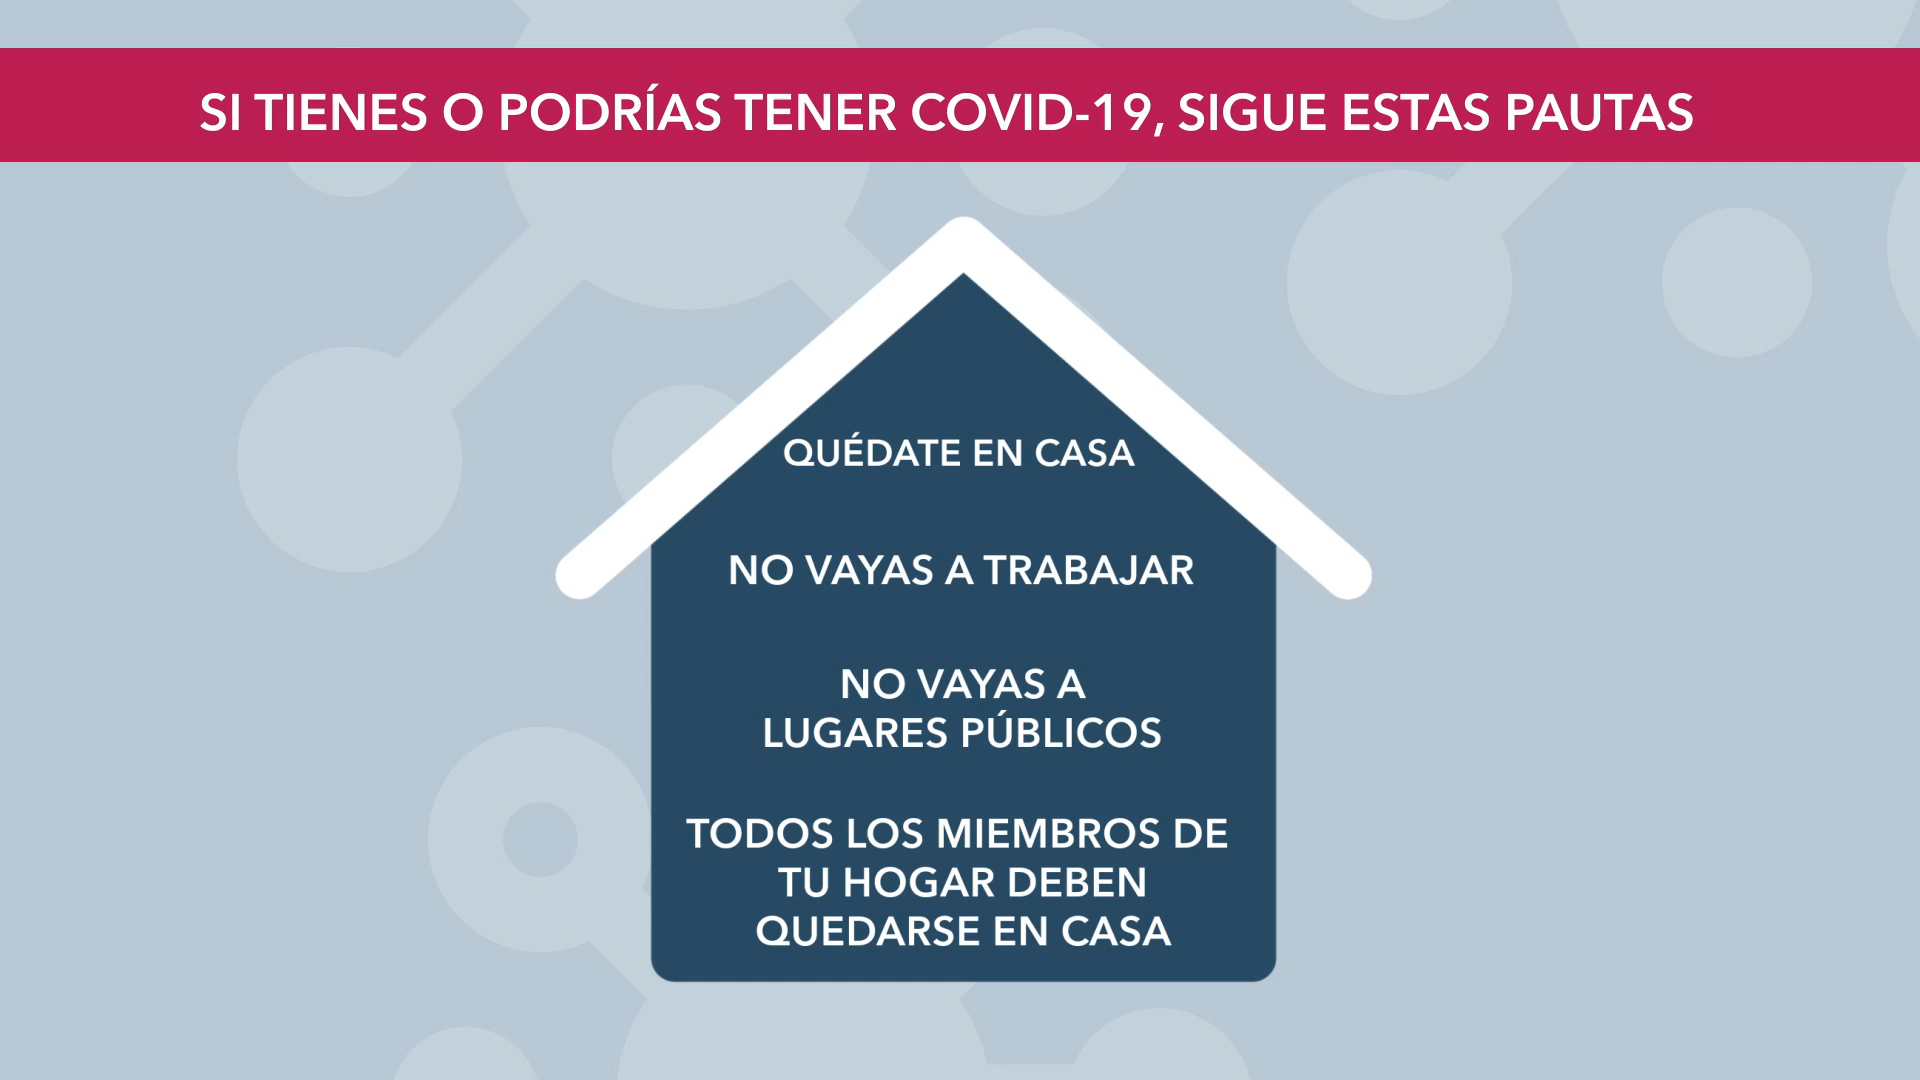 SI TIENES O PODRÍAS TENER COVID-19, SIGUE ESTAS PAUTAS
QUÉDATE EN CASA
NO VAYAS A TRABAJAR
NO VAYAS A
LUGARES PÚBLICOS
TODOS LOS MIEMBROS DE
TU HOGAR DEBEN
QUEDARSE EN CASA